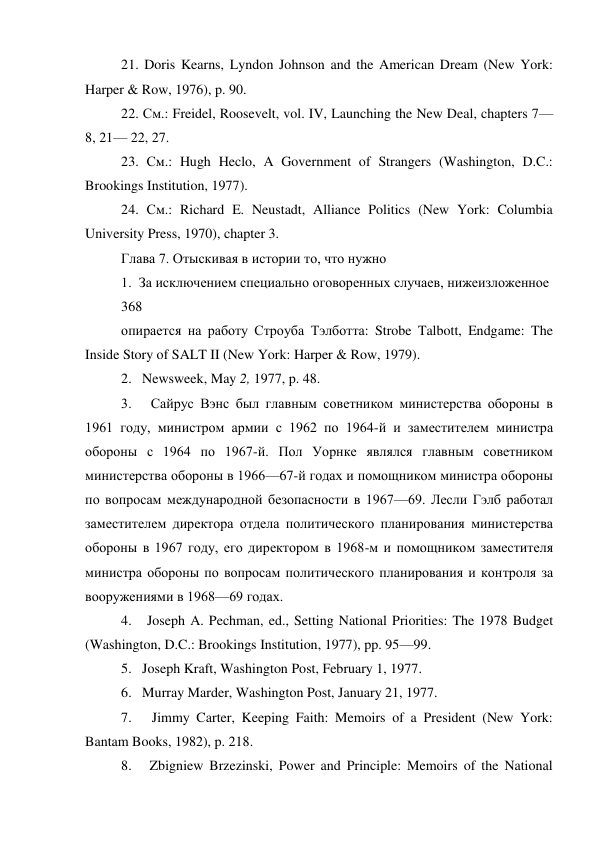 21. Doris Kearns, Lyndon Johnson and the American Dream (New York:
Harper & Row, 1976), p. 90.
22. См.: Freidel, Roosevelt, vol. IV, Launching the New Deal, chapters 7—
8, 21— 22, 27.
23. См.: Hugh Heclo, A Government of Strangers (Washington, D.C.:
Brookings Institution, 1977).
24. См.: Richard E. Neustadt, Alliance Politics (New York: Columbia
University Press, 1970), chapter 3.
Глава 7. Отыскивая в истории то, что нужно
1. За исключением специально оговоренных случаев, нижеизложенное
368
опирается на работу Строуба Тэлботта: Strobe Talbott, Endgame: The
Inside Story of SALT II (New York: Harper & Row, 1979).
2. Newsweek, May 2, 1977, p. 48.
3. Сайрус Вэнс был главным советником министерства обороны в
1961 году, министром армии с 1962 по 1964-й и заместителем министра
обороны с 1964 по 1967-й. Пол Уорнке являлся главным советником
министерства обороны в 1966—67-й годах и помощником министра обороны
по вопросам международной безопасности в 1967—69. Лесли Гэлб работал
заместителем директора отдела политического планирования министерства
обороны в 1967 году, его директором в 1968-м и помощником заместителя
министра обороны по вопросам политического планирования и контроля за
вооружениями в 1968—69 годах.
4. Joseph A. Pechman, ed., Setting National Priorities: The 1978 Budget
(Washington, D.C.: Brookings Institution, 1977), pp. 95—99.
5. Joseph Kraft, Washington Post, February 1, 1977.
6. Murray Marder, Washington Post, January 21, 1977.
7. Jimmy Carter, Keeping Faith: Memoirs of a President (New York:
Bantam Books, 1982), p. 218.
8. Zbigniew Brzezinski, Power and Principle: Memoirs of the National